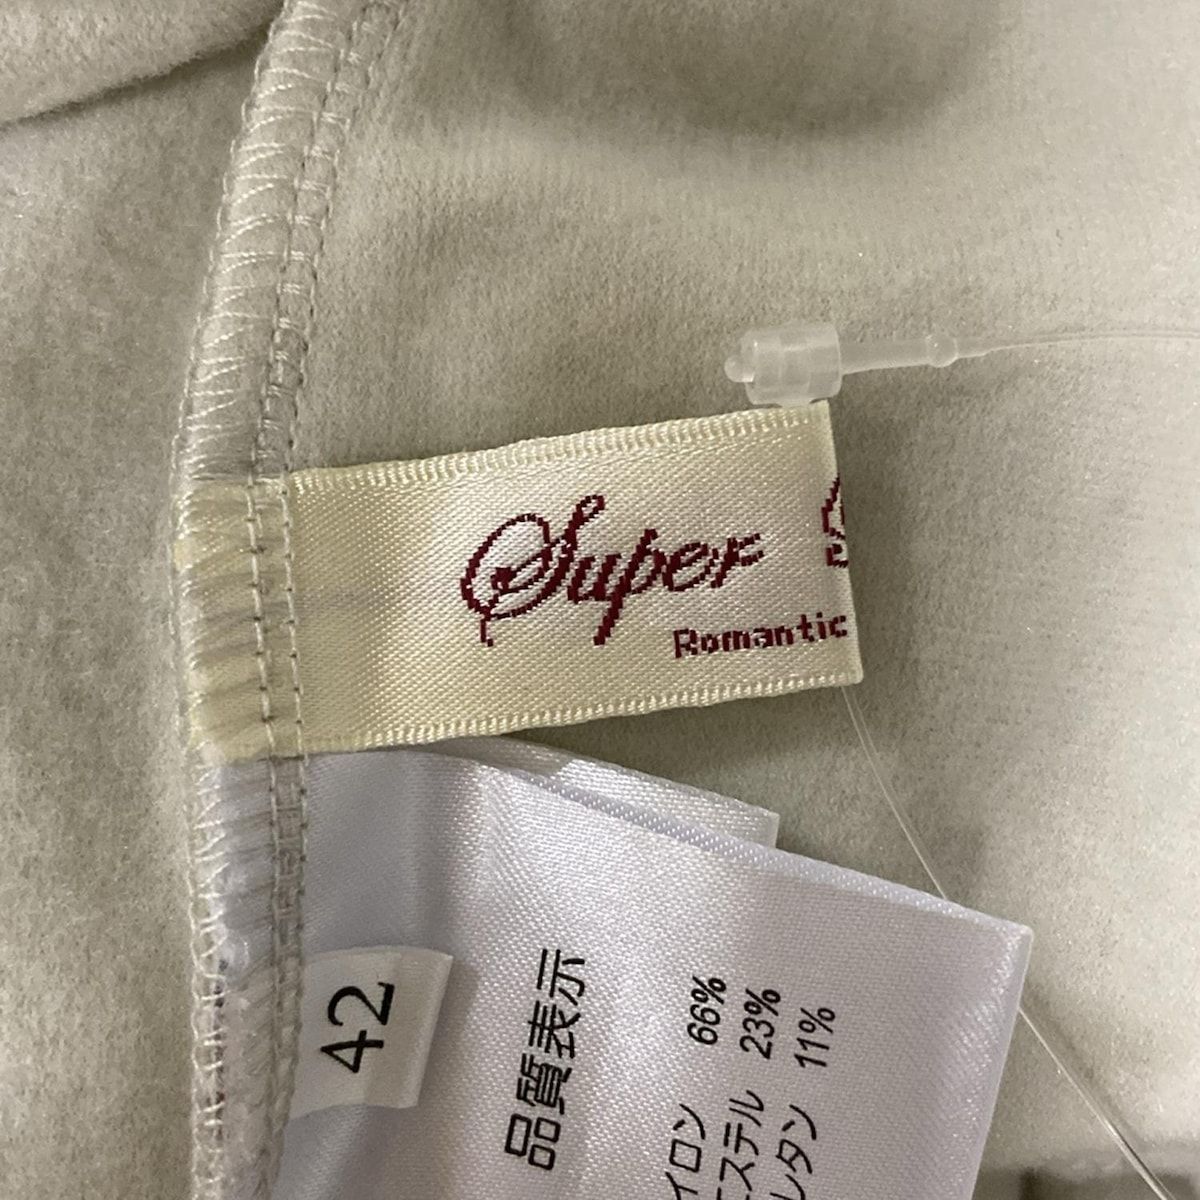 Super
Romantic
42
品質表示
イロン 66%
エステル 23%
レタン 11%